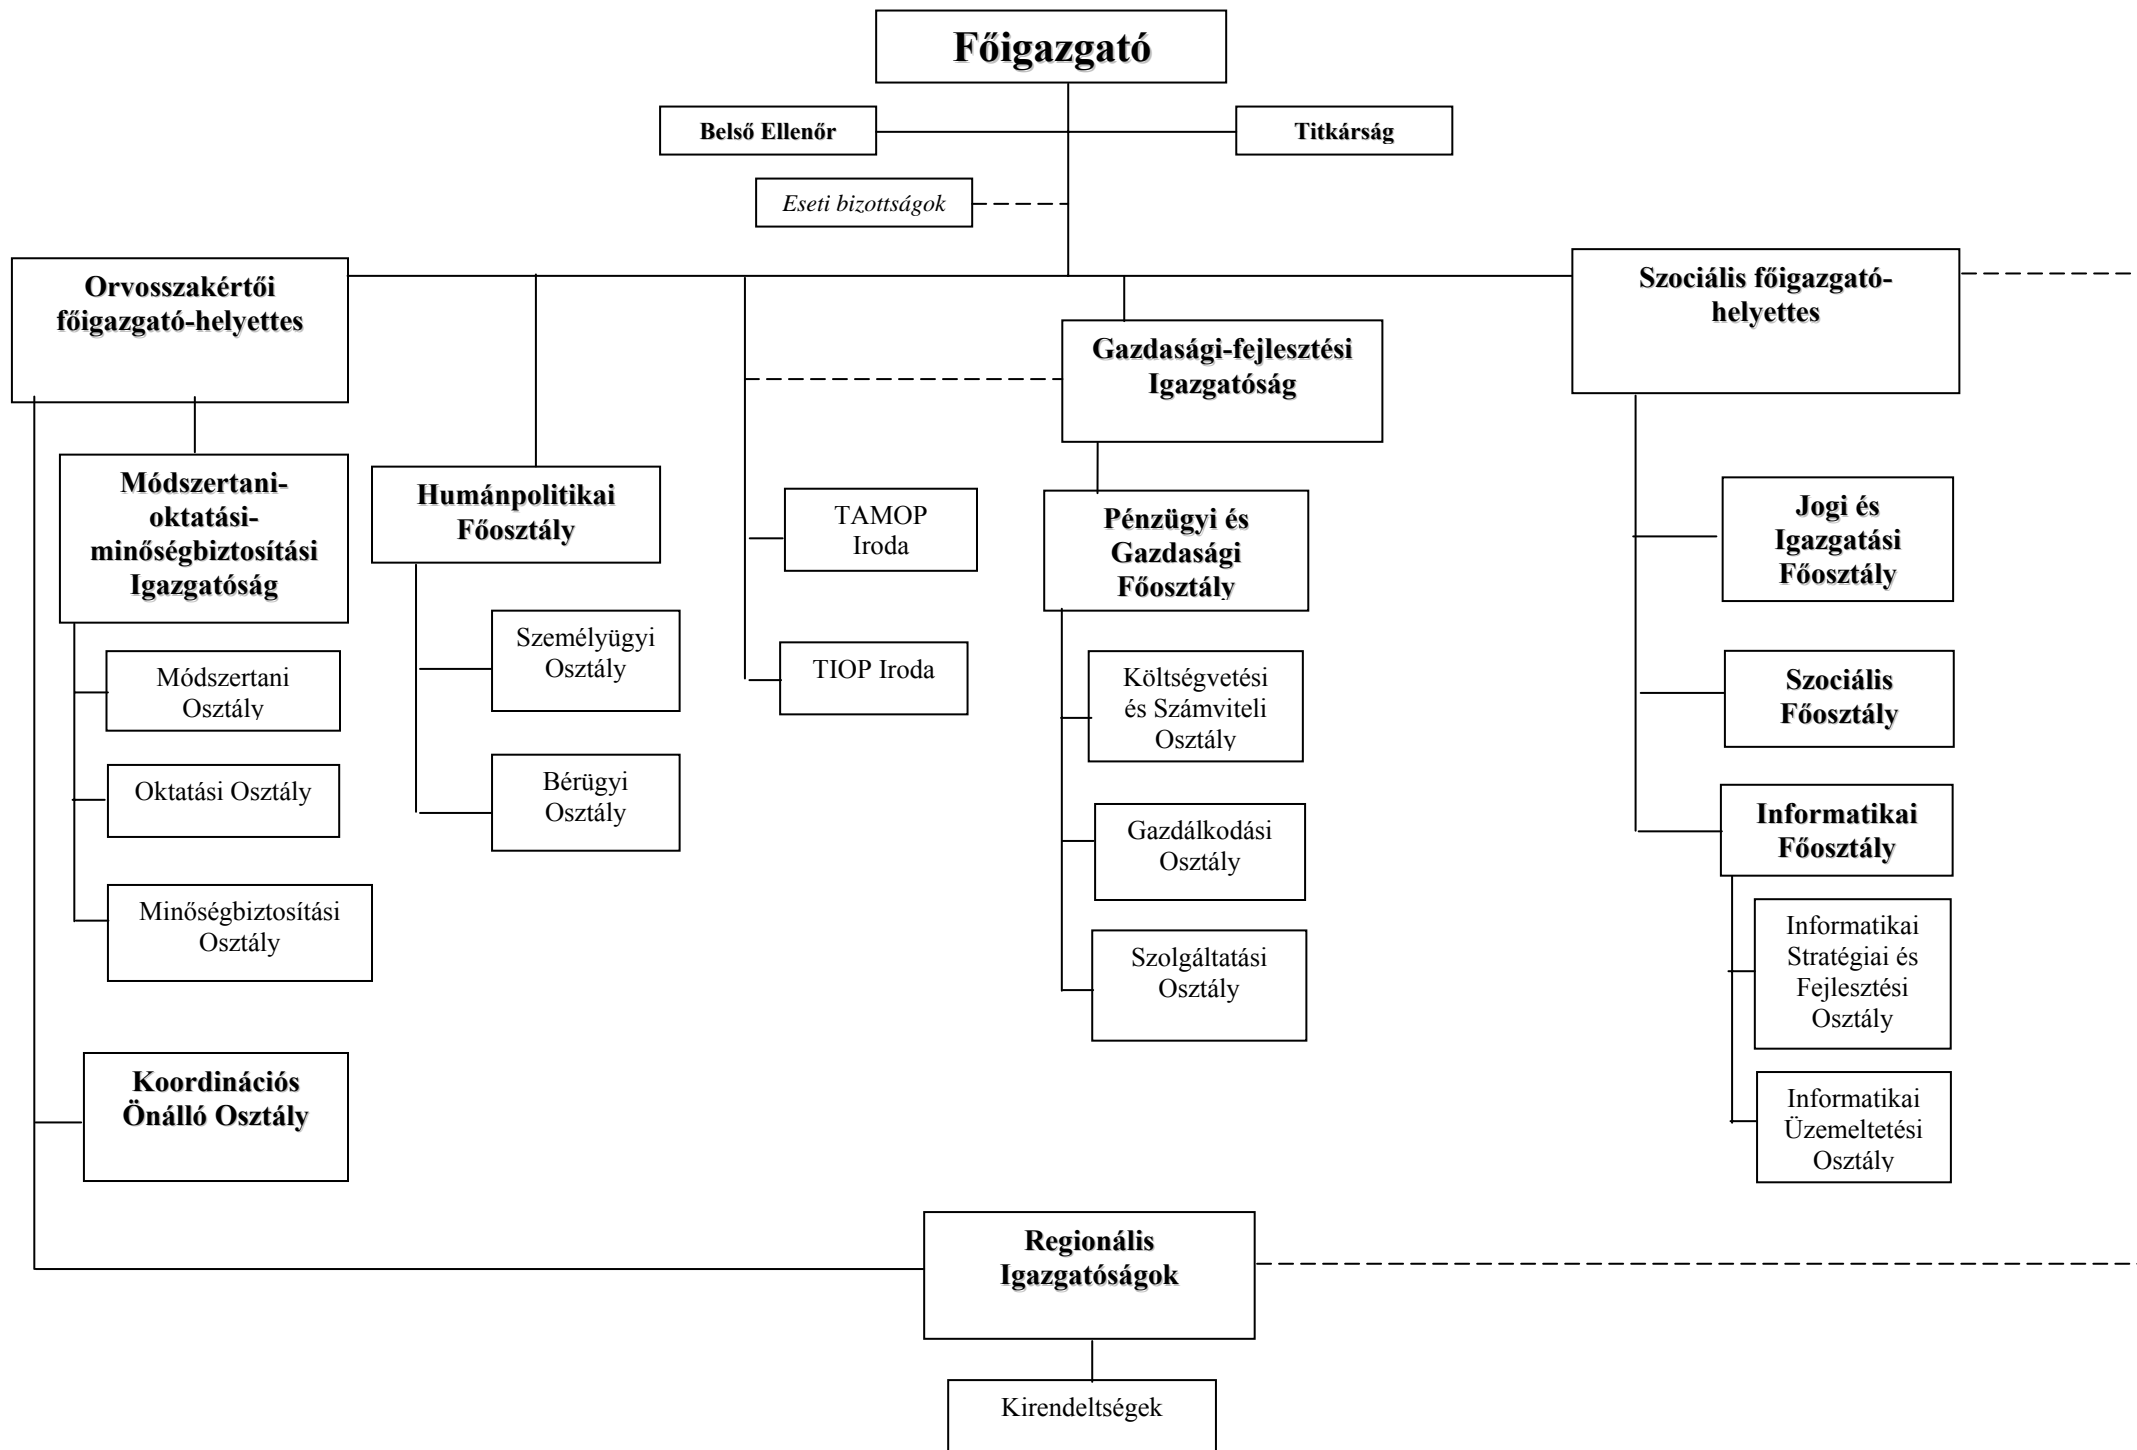 Főigazgató
Belső Ellenőr
Titkárság
Eseti bizottságok
Orvosszakértői
főigazgató-helyettes
Szociális főigazgató-
helyettes
Gazdasági-fejlesztési
Igazgatóság
Módszertani-
oktatási-
minőségbiztosítási
Igazgatóság
Humánpolitikai
Főosztály
TAMOP
Iroda
Pénzügyi és
Gazdasági
Főosztály
Jogi és
Igazgatási
Főosztály
Személyügyi
Osztály
Módszertani
Osztály
TIOP Iroda
Költségvetési
és Számviteli
Osztály
Szociális
Főosztály
Oktatási Osztály
Bérügyi
Osztály
Gazdálkodási
Osztály
Informatikai
Főosztály
Minőségbiztosítási
Osztály
Szolgáltatási
Osztály
Informatikai
Stratégiai és
Fejlesztési
Osztály
Koordinációs
Önálló Osztály
Informatikai
Üzemeltetési
Osztály
Regionális
Igazgatóságok
Kirendeltségek